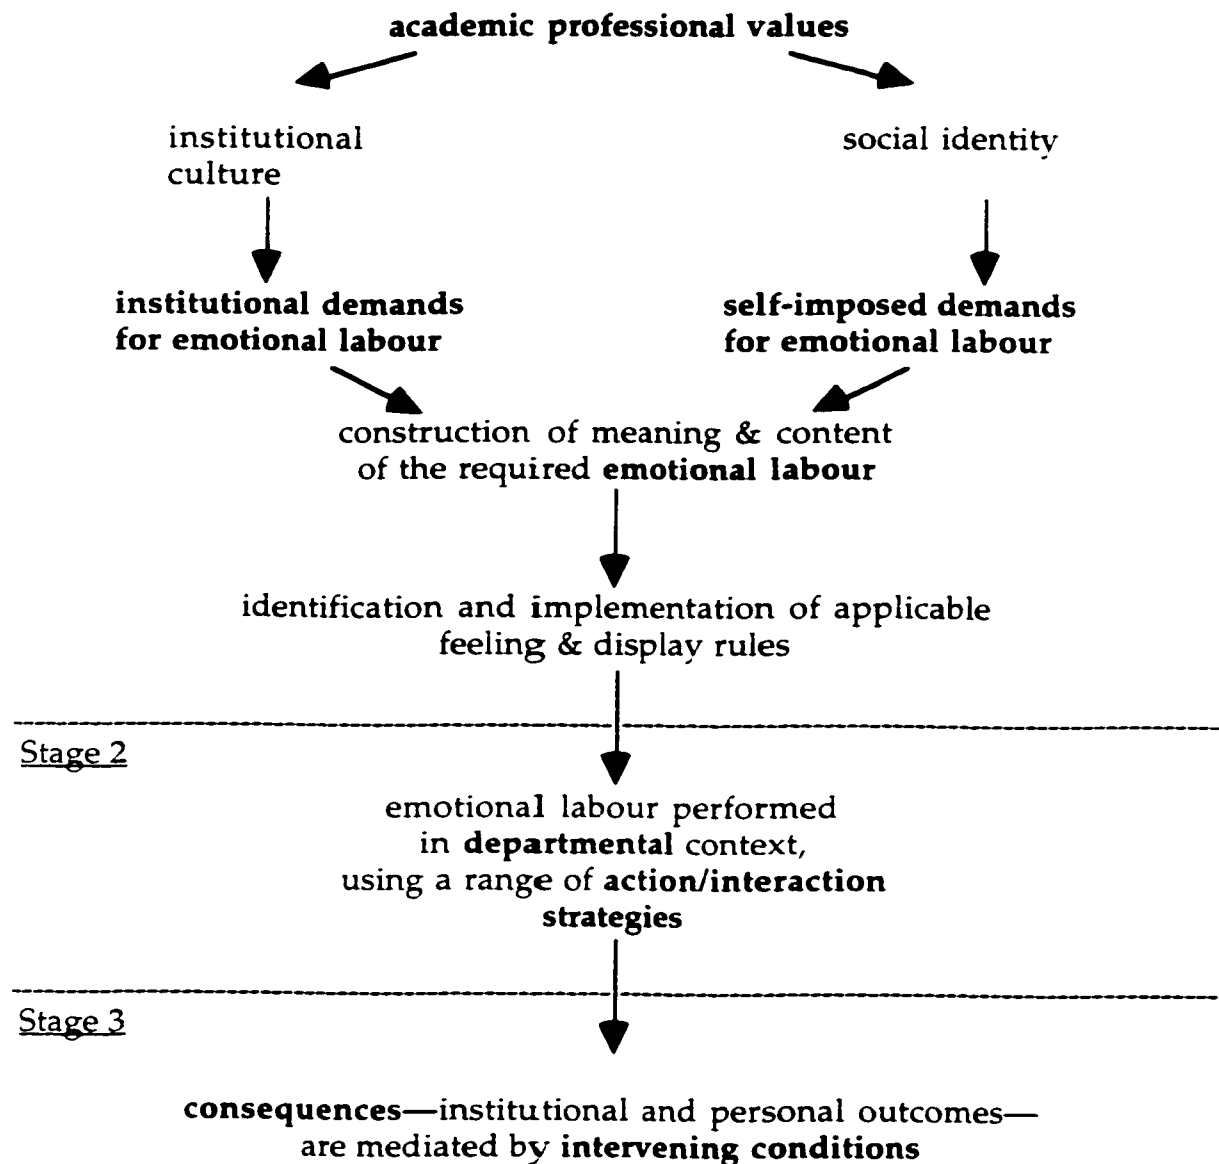 academic professional values
institutional
culture
social identity
institutional demands
for emotional labour
self-imposed demands
for emotional labour
construction of meaning & content
of the required emotional labour
identification and implementation of applicable
feeling & display rules
Stage 2
emotional labour performed
in departmental context,
using a range of action/interaction
strategies
Stage 3
consequences—institutional and personal outcomes—
are mediated by intervening conditions